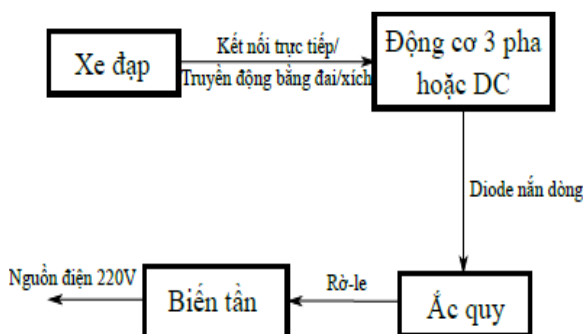 Xe đạp
Kết nối trực tiếp/
Truyền động bằng đai/xích
Động cơ 3 pha
hoặc DC
Diode nắn dòng
Ắc quy
Rờ-le
Biến tần
Nguồn điện 220V